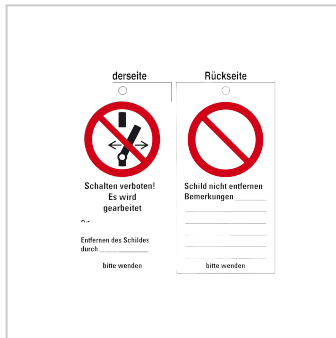 derseite
Rückseite
Schalten verboten!
Es wird
gearbeitet
Entfernen des Schildes
durch
bitte wenden
Schild nicht entfernen
Bemerkungen
bitte wenden